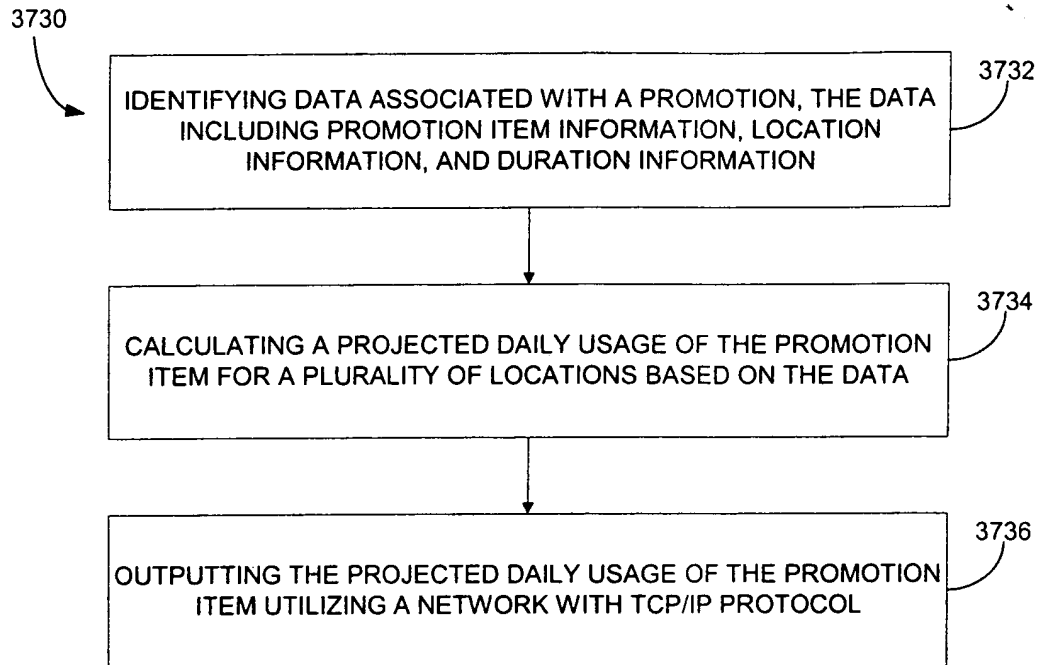 3730
3732
IDENTIFYING DATA ASSOCIATED WITH A PROMOTION, THE DATA
INCLUDING PROMOTION ITEM INFORMATION, LOCATION
INFORMATION, AND DURATION INFORMATION
3734
CALCULATING A PROJECTED DAILY USAGE OF THE PROMOTION
ITEM FOR A PLURALITY OF LOCATIONS BASED ON THE DATA
3736
OUTPUTTING THE PROJECTED DAILY USAGE OF THE PROMOTION
ITEM UTILIZING A NETWORK WITH TCP/IP PROTOCOL